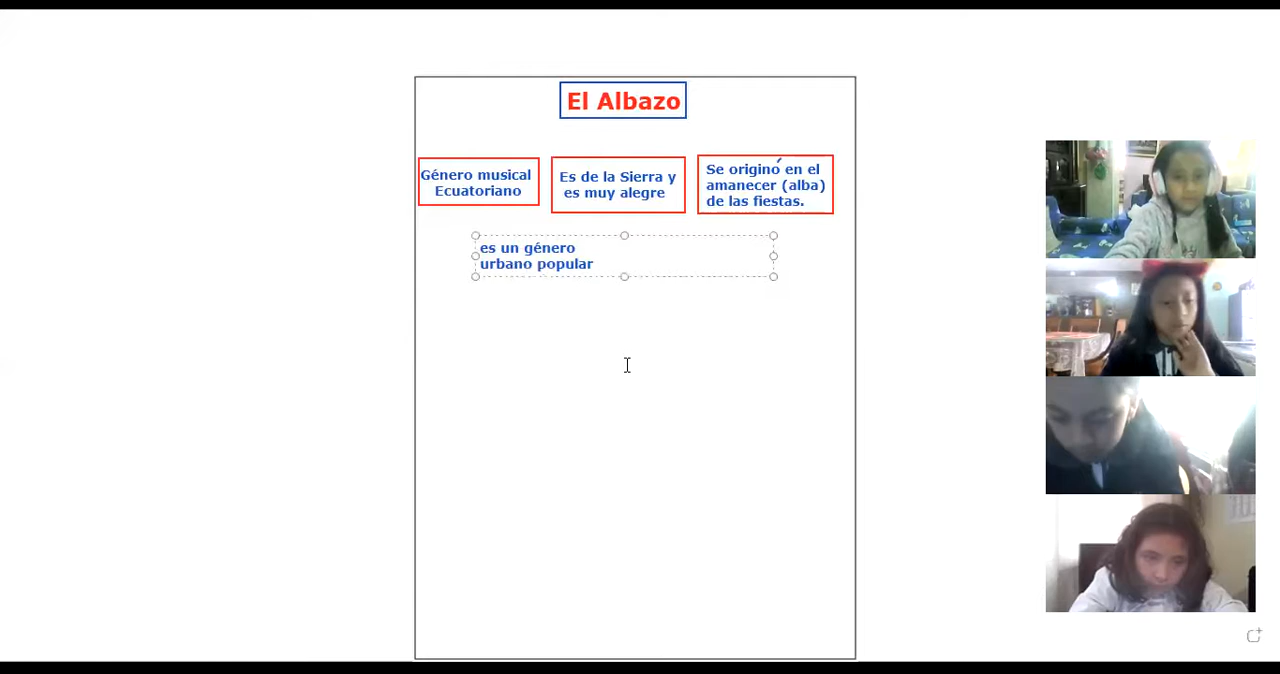 El Albazo
Género musical
Ecuatoriano
Es de la Sierra y
es muy alegre
Se originó en el
amanecer (alba)
de las fiestas.
es un género
urbano popular